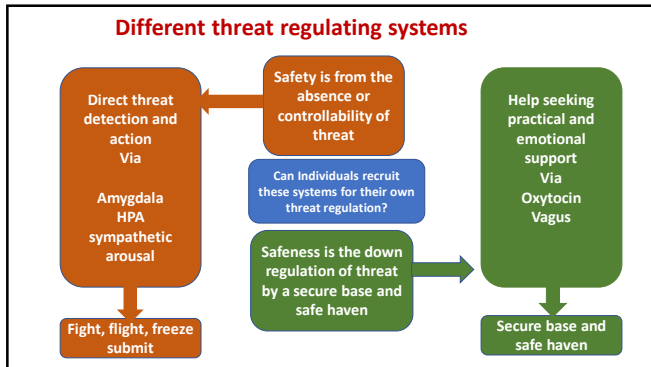 Different threat regulating systems
Direct threat
detection and
action
Via
Amygdala
HPA
sympathetic
arousal
Fight, flight, freeze
submit
Safety is from the
absence or
controllability of
threat
Can Individuals recruit
these systems for their own
threat regulation?
Safeness is the down
regulation of threat
by a secure base and
safe haven
Help seeking
practical and
emotional
support
Via
Oxytocin
Vagus
Secure base and
safe haven